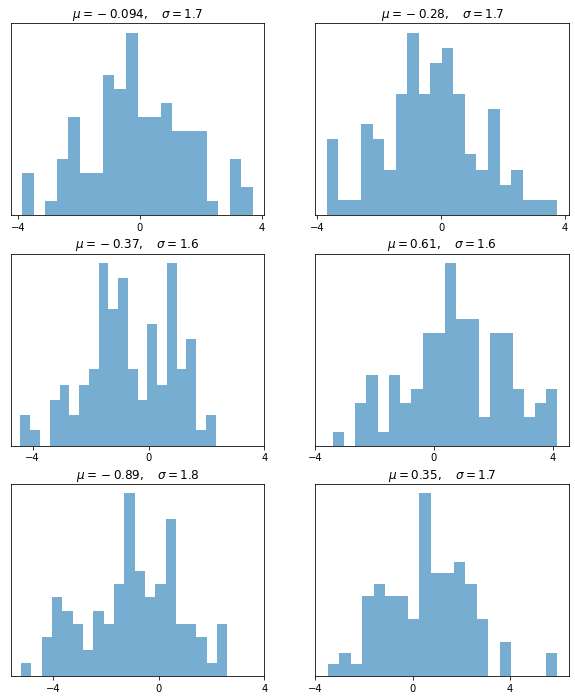 μ = −0.094, σ = 1.7
−4 0 4
μ = −0.28, σ = 1.7
−4 0 4
μ = −0.37, σ = 1.6
−4 0 4
μ = 0.61, σ = 1.6
−4 0 4
μ = −0.89, σ = 1.8
−4 0 4
μ = 0.35, σ = 1.7
−4 0 4